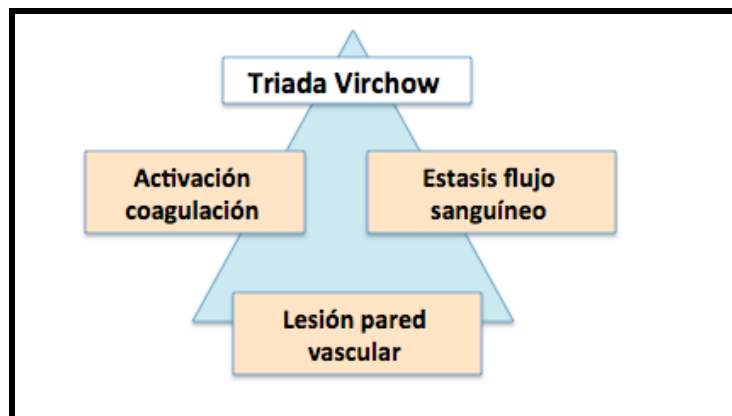 Triada Virchow
Activación
coagulación
Estasis flujo
sanguíneo
Lesión pared
vascular